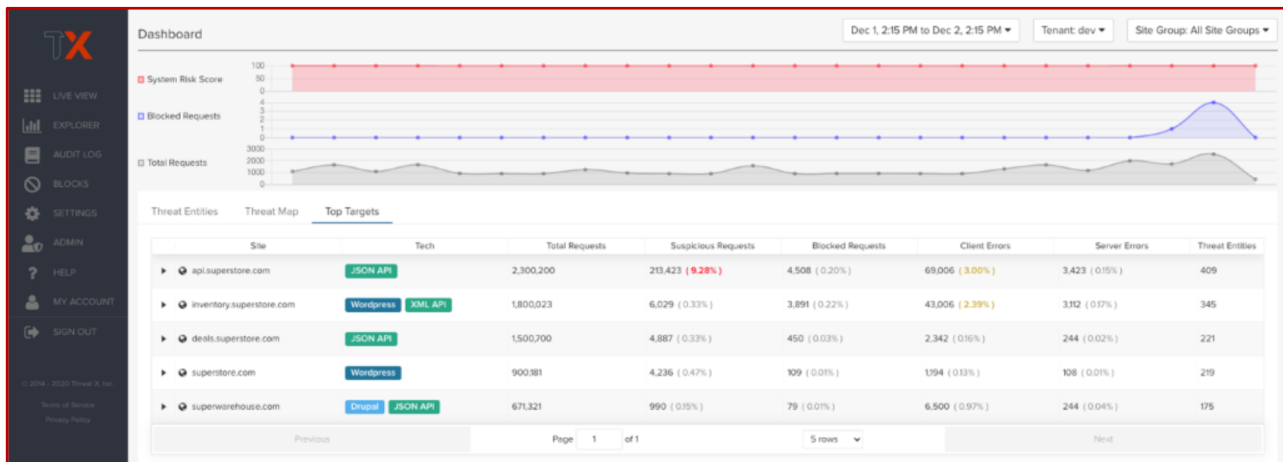 TX
Dashboard
Dec 1, 2:15 PM to Dec 2, 2:15 PM
Tenant: dev
Site Group: All Site Groups
LIVE VIEW
EXPLORER
AUDIT LOG
BLOCKS
SETTINGS
ADMIN
HELP
MY ACCOUNT
SIGN OUT
© 2014 - 2020 Threat X, Inc.
Terms of Service
Privacy Policy
System Risk Score
100
50
0
Blocked Requests
4
3
2
1
0
Total Requests
3000
2000
1000
0
Threat Entities Threat Map Top Targets
Site Tech Total Requests Suspicious Requests Blocked Requests Client Errors Server Errors Threat Entities
api.superstore.com JSON API 2,300,200 213,423 (9.28%) 4,508 (0.20%) 69,006 (3.00%) 3,423 (0.15%) 409
inventory.superstore.com Wordpress XML API 1,800,023 6,029 (0.33%) 3,891 (0.22%) 43,006 (2.39%) 3,112 (0.17%) 345
deals.superstore.com JSON API 1,500,700 4,887 (0.33%) 450 (0.03%) 2,342 (0.16%) 244 (0.02%) 221
superstore.com Wordpress 900,181 4,236 (0.47%) 109 (0.01%) 1,194 (0.13%) 108 (0.01%) 219
superwarehouse.com Drupal JSON API 671,321 990 (0.15%) 79 (0.01%) 6,500 (0.97%) 244 (0.04%) 175
Previous Page 1 of 1 5 rows Next